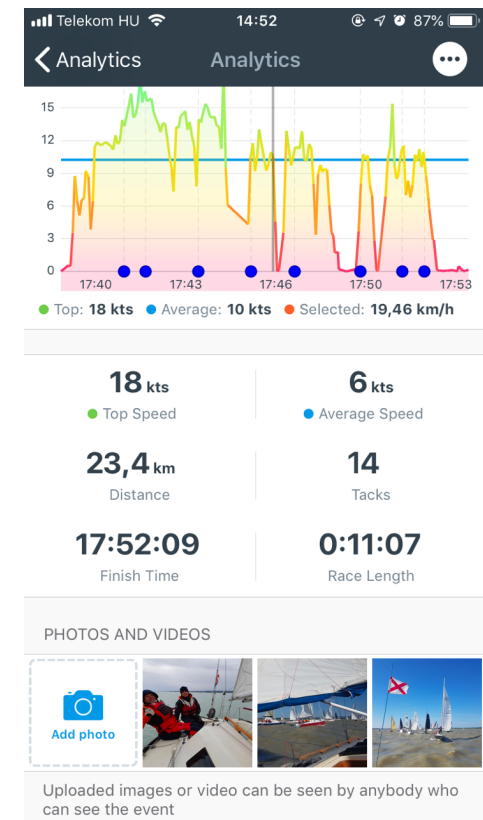 Telekom HU 14:52 87%
Analytics Analytics
15
12
9
6
3
0
17:40 17:43 17:46 17:50 17:53
Top: 18 kts Average: 10 kts Selected: 19,46 km/h
18 kts 6 kts
Top Speed Average Speed
23,4 km 14
Distance Tacks
17:52:09 0:11:07
Finish Time Race Length
PHOTOS AND VIDEOS
Add photo
Uploaded images or video can be seen by anybody who
can see the event